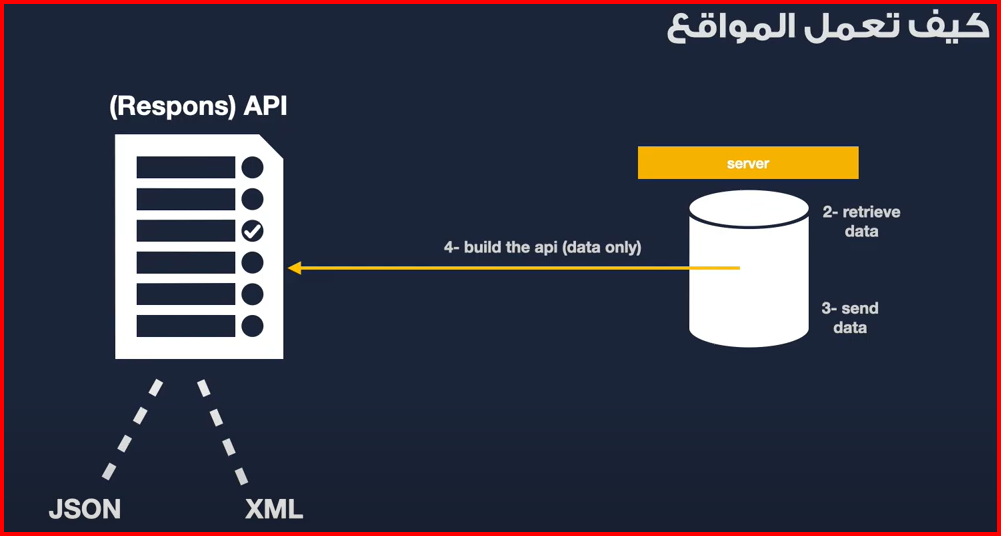 كيف تعمل المواقع
(Respons) API
server
2- retrieve
data
4- build the api (data only)
3- send
data
JSON
XML